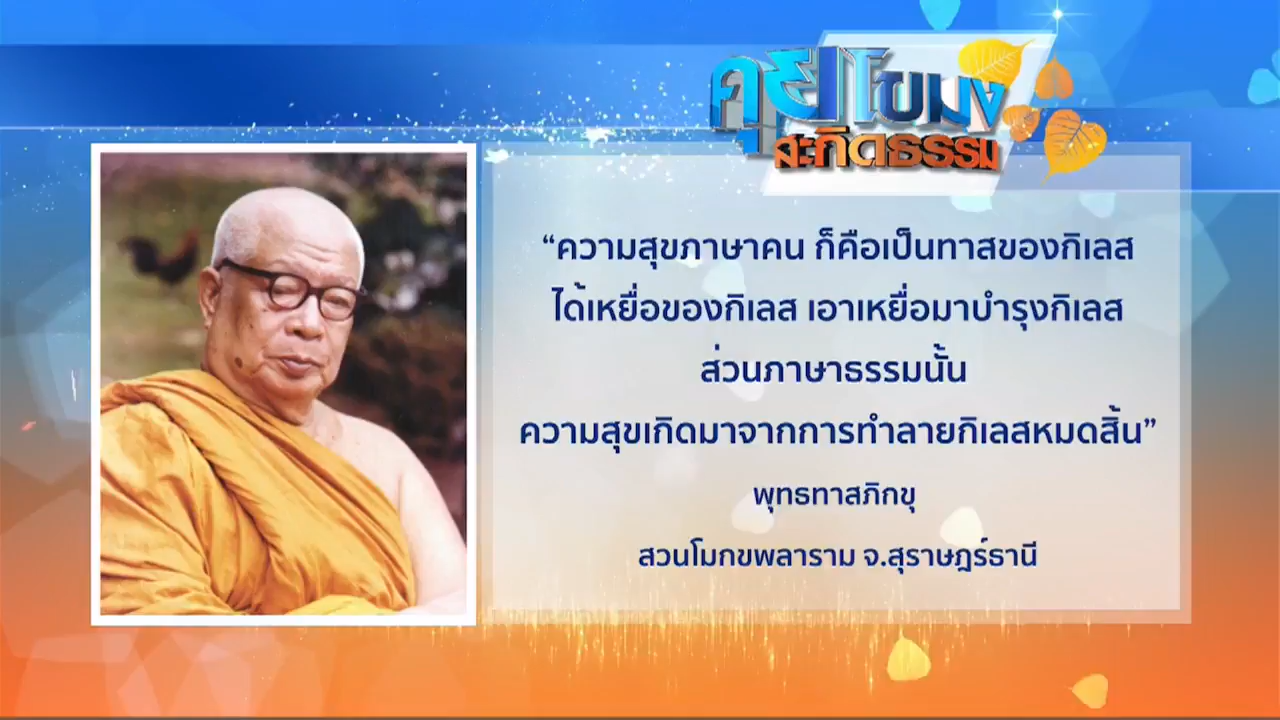 คุยโขมง
สะกิดธรรม
“ความสุขภาษาคน ก็คือเป็นทาสของกิเลส
ได้เหยื่อของกิเลส เอาเหยื่อมาบำรุงกิเลส
ส่วนภาษาธรรมนั้น
ความสุขเกิดมาจากการทำลายกิเลสหมดสิ้น”
พุทธทาสภิกขุ
สวนโมกขพลาราม จ.สุราษฎร์ธานี